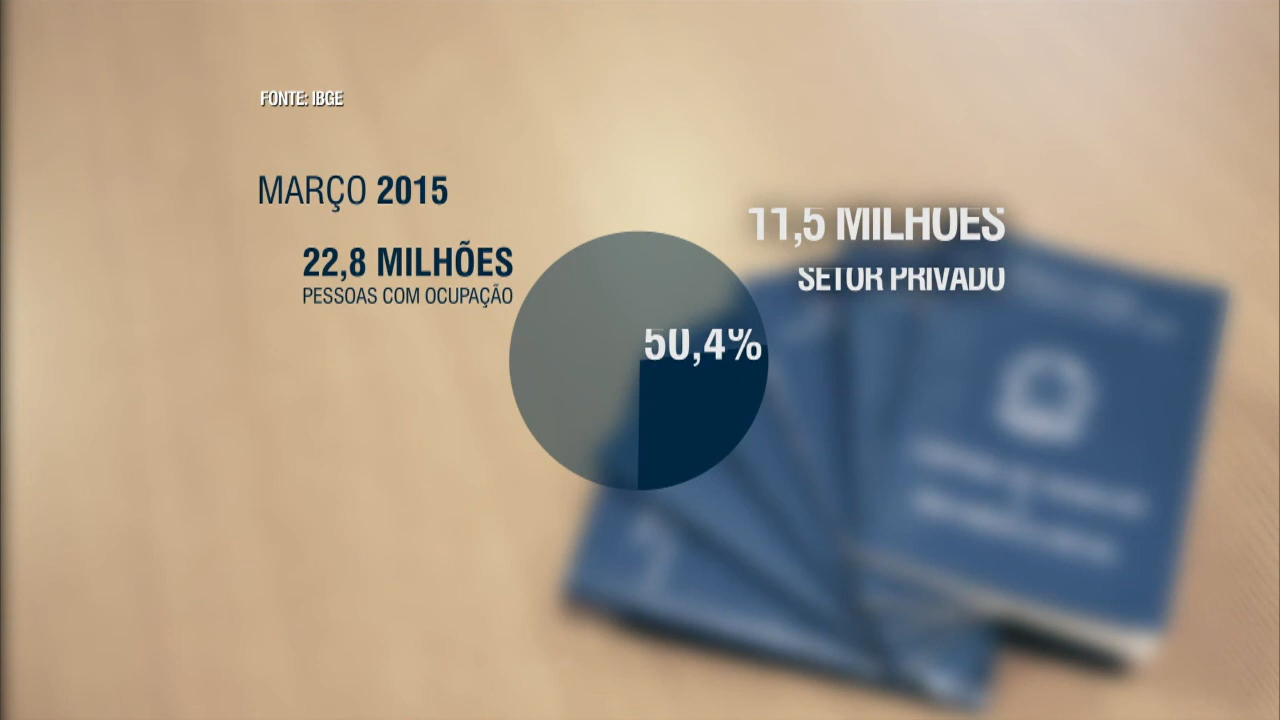 FONTE: IBGE
MARÇO 2015
22,8 MILHÕES
PESSOAS COM OCUPAÇÃO
11,5 MILHÕES
SETOR PRIVADO
50,4%